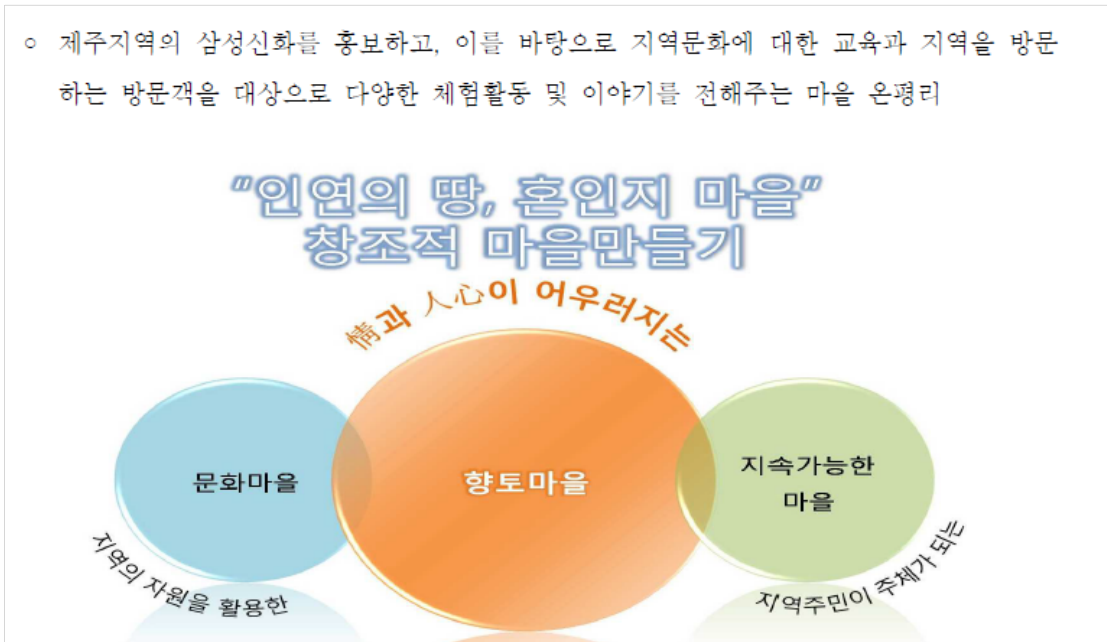 ○ 제주지역의 삼성신화를 홍보하고, 이를 바탕으로 지역문화에 대한 교육과 지역을 방문
하는 방문객을 대상으로 다양한 체험활동 및 이야기를 전해주는 마을 온평리
"인연의 땅, 혼인지 마을"
창조적 마을만들기
情과 人心이 어우러지는
문화마을
향토마을
지속가능한
마을
지역의 자원을 활용한
지역주민이 주체가 되는